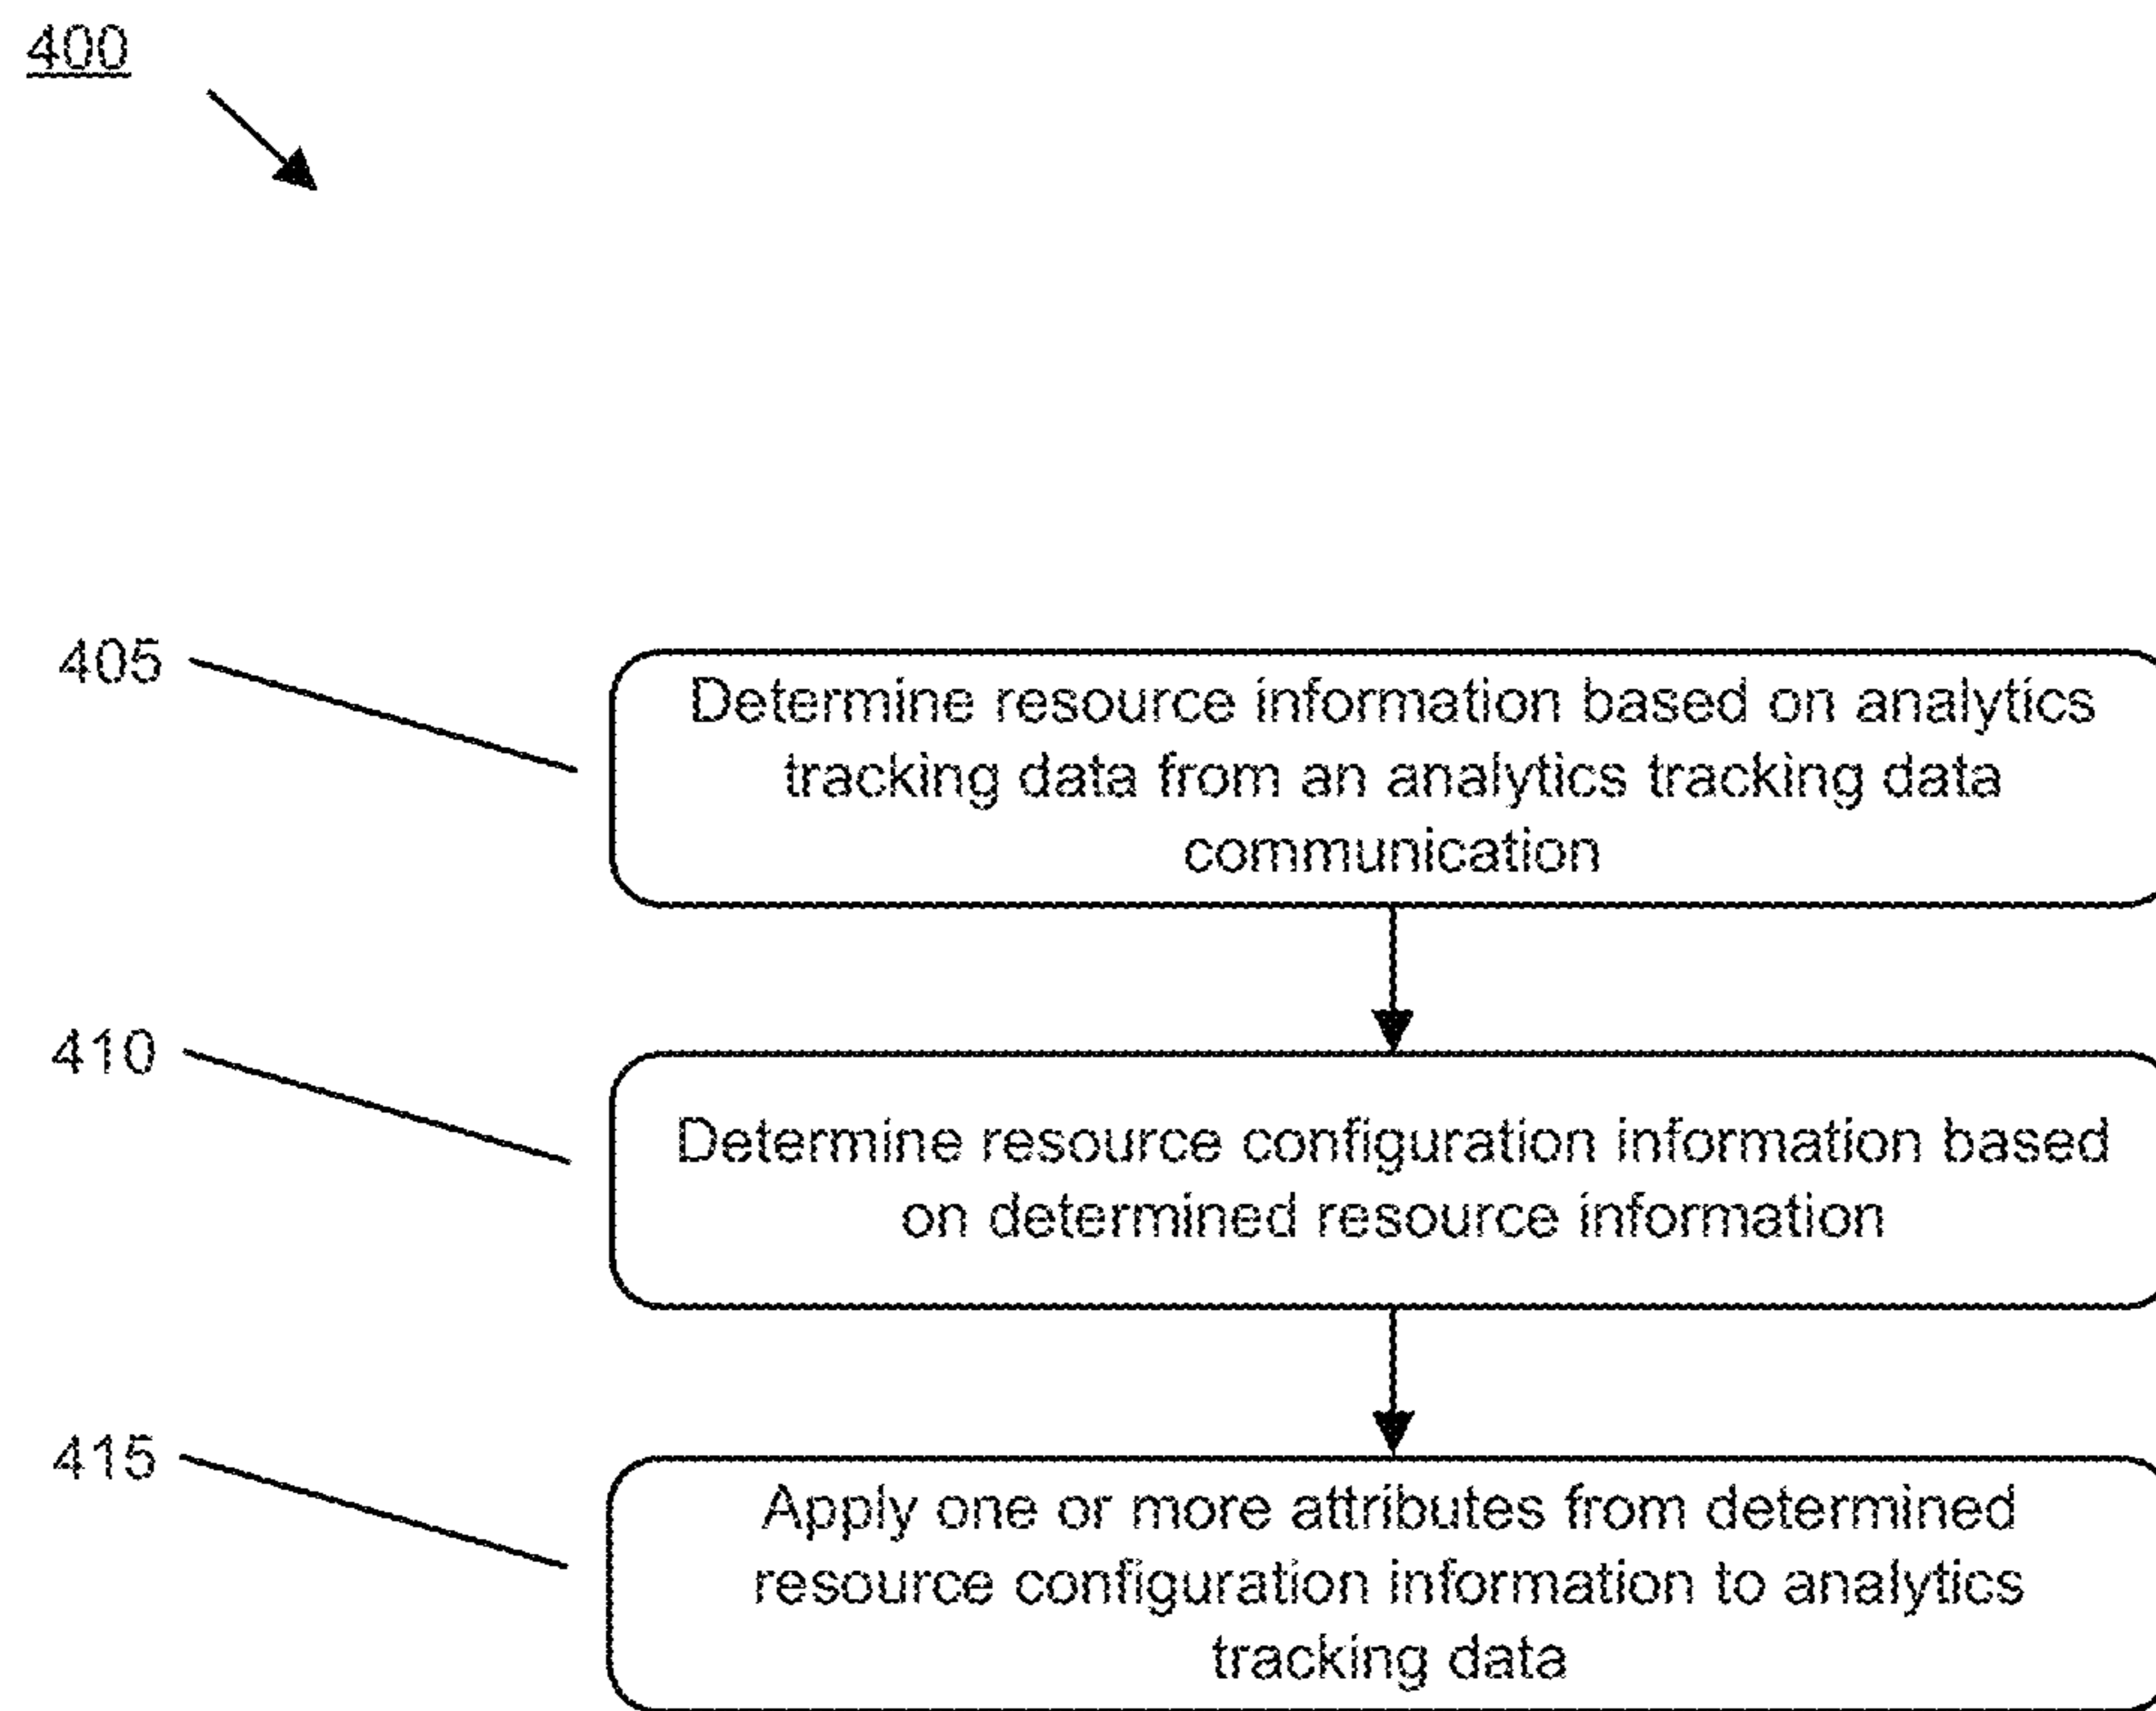 400
405
Determine resource information based on analytics
tracking data from an analytics tracking data
communication
410
Determine resource configuration information based
on determined resource information
415
Apply one or more attributes from determined
resource configuration information to analytics
tracking data